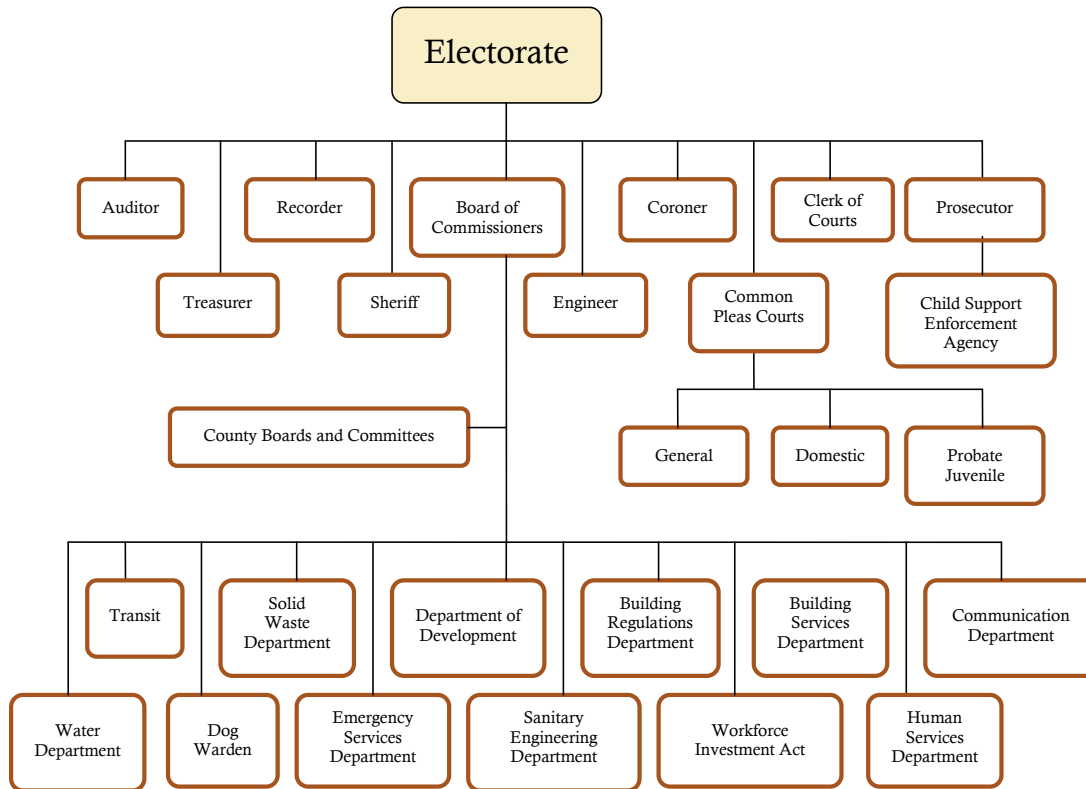 Electorate
Auditor
Recorder
Board of
Commissioners
Coroner
Clerk of
Courts
Prosecutor
Treasurer
Sheriff
Engineer
Common
Pleas Courts
Child Support
Enforcement
Agency
County Boards and Committees
General
Domestic
Probate
Juvenile
Transit
Solid
Waste
Department
Department of
Development
Building
Regulations
Department
Building
Services
Department
Communication
Department
Water
Department
Dog
Warden
Emergency
Services
Department
Sanitary
Engineering
Department
Workforce
Investment Act
Human
Services
Department